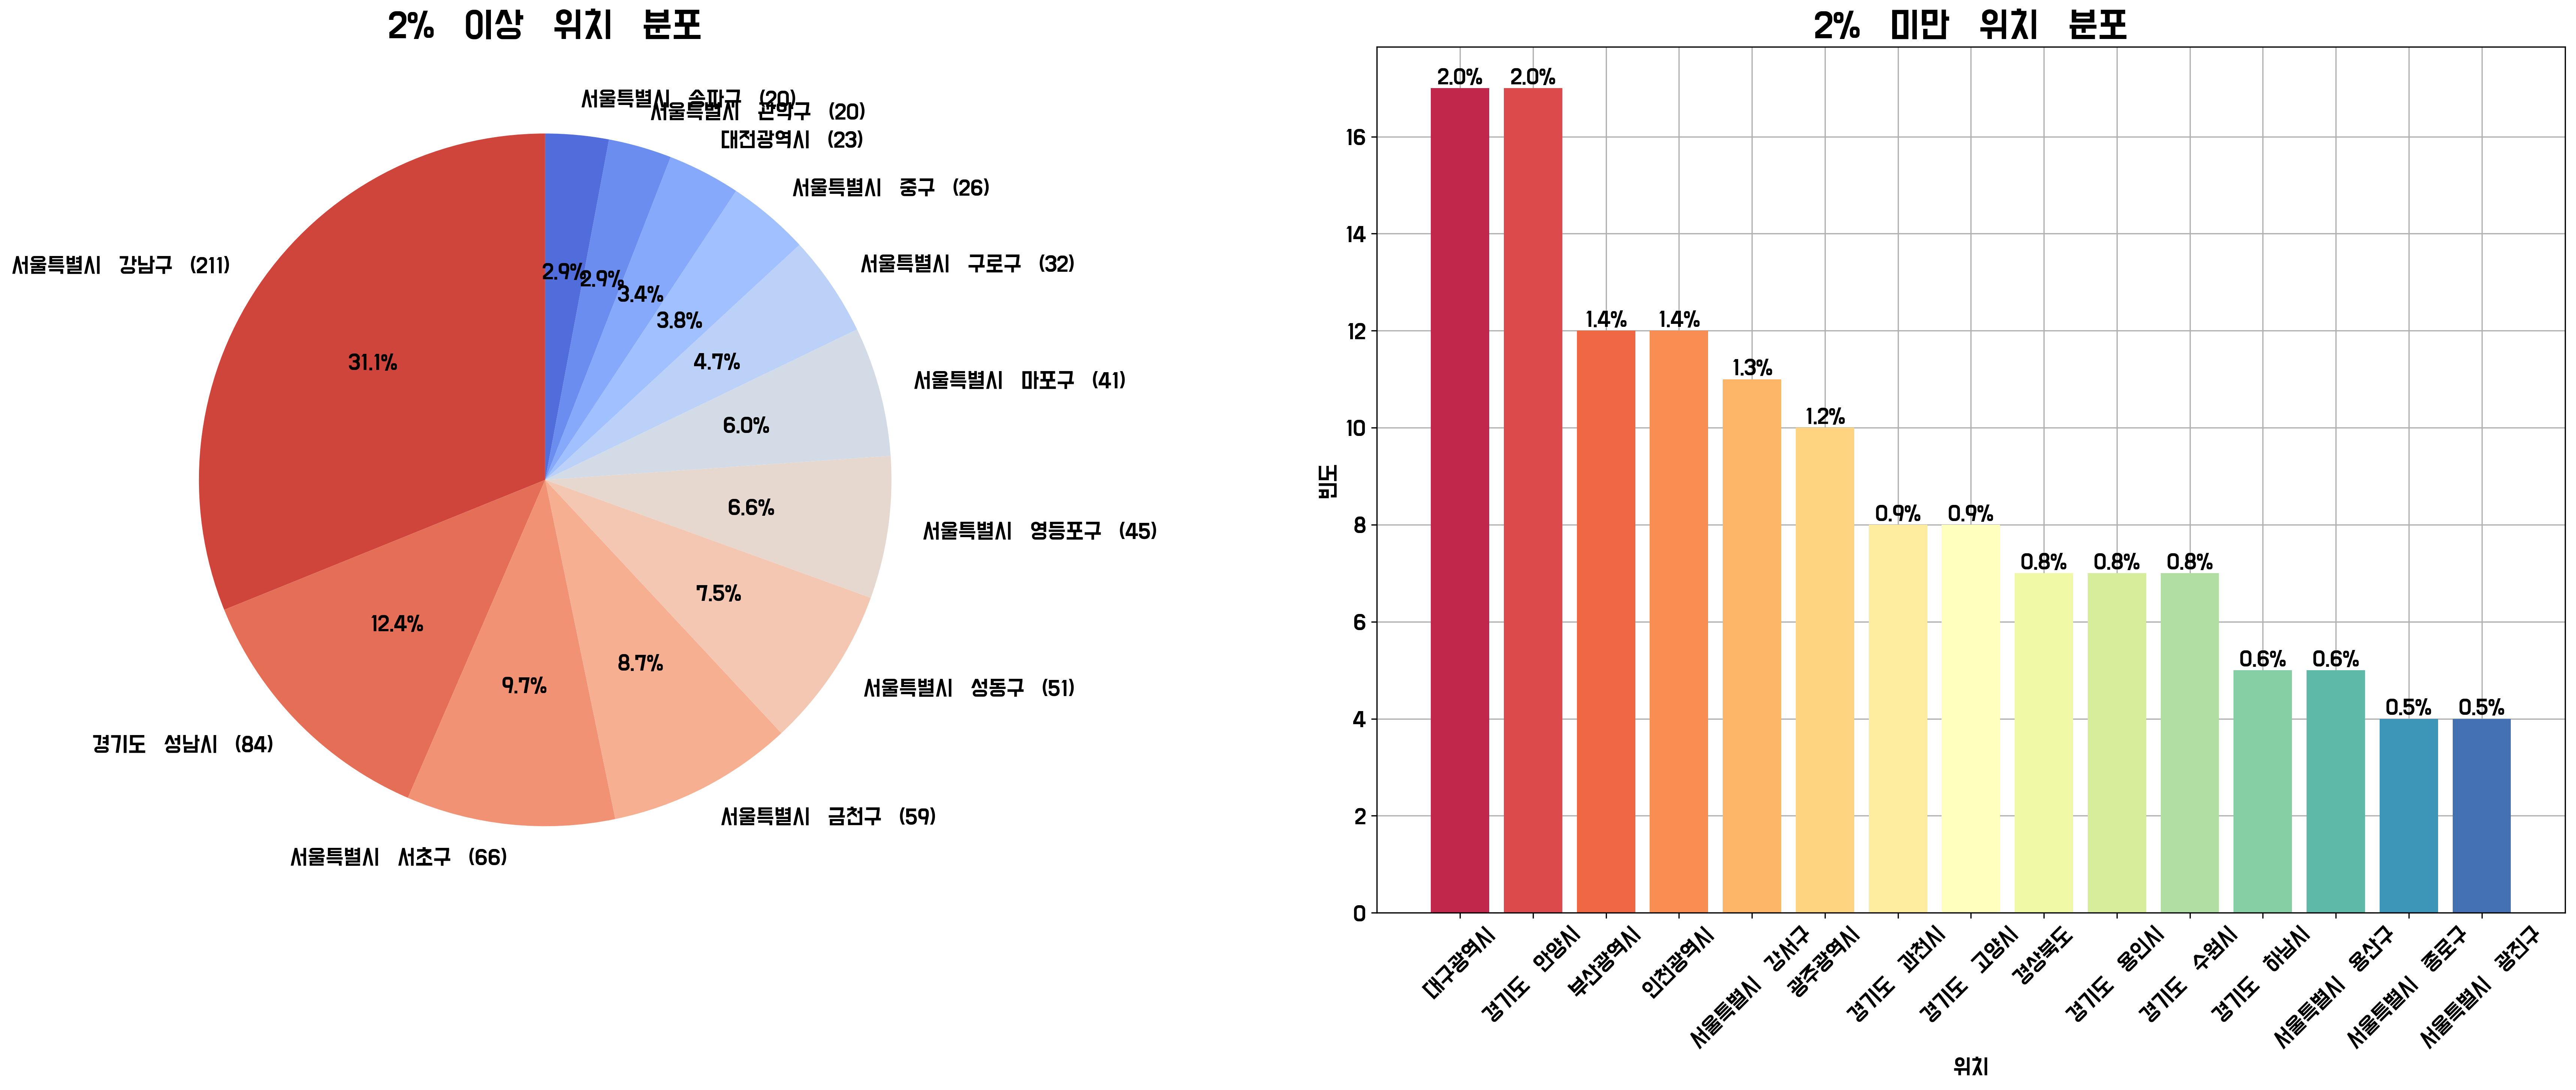 2% 이상 위치 분포
서울특별시 송파구 (20)
서울특별시 관악구 (20)
대전광역시 (23)
서울특별시 중구 (26)
서울특별시 구로구 (32)
서울특별시 강남구 (211)
서울특별시 마포구 (41)
서울특별시 영등포구 (45)
서울특별시 성동구 (51)
경기도 성남시 (84)
서울특별시 금천구 (59)
서울특별시 서초구 (66)
2.9%
2.9%
3.4%
3.8%
4.7%
31.1%
6.0%
6.6%
7.5%
12.4%
8.7%
9.7%
2% 미만 위치 분포
2.0%
2.0%
1.4%
1.4%
1.3%
1.2%
0.9%
0.9%
0.8%
0.8%
0.8%
0.6%
0.6%
0.5%
0.5%
16
14
12
10
8
6
4
2
0
빈도
대구광역시
경기도 안양시
부산광역시
인천광역시
서울특별시 강서구
광주광역시
경기도 과천시
경기도 고양시
경상북도
경기도 용인시
경기도 수원시
경기도 하남시
서울특별시 용산구
서울특별시 종로구
서울특별시 광진구
위치